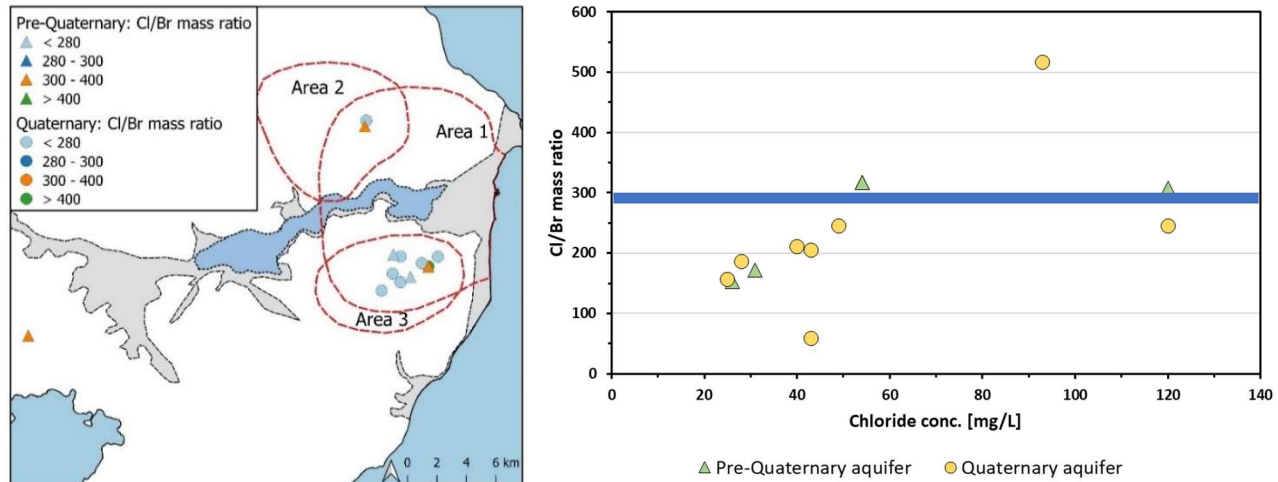 Pre-Quaternary: Cl/Br mass ratio
< 280
280 - 300
300 - 400
> 400
Quaternary: Cl/Br mass ratio
< 280
280 - 300
300 - 400
> 400
Area 2
Area 1
Area 3
0 2 4 6 km
600
500
400
300
200
100
0
Cl/Br mass ratio
0 20 40 60 80 100 120 140
Chloride conc. [mg/L]
Pre-Quaternary aquifer
Quaternary aquifer